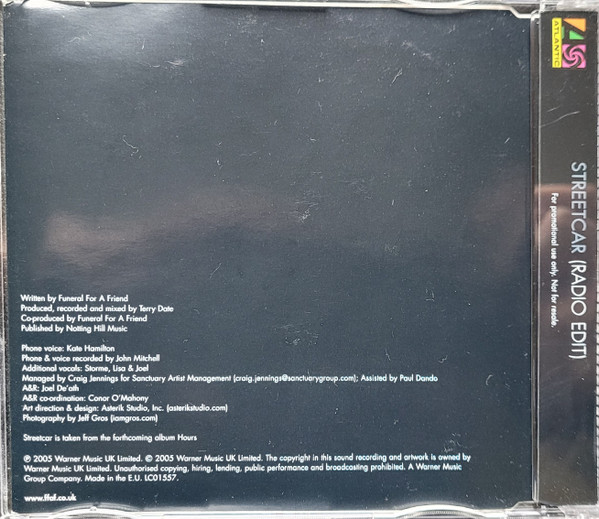 Written by Funeral For A Friend
Produced, recorded and mixed by Terry Date
Co-produced by Funeral For A Friend
Published by Notting Hill Music
Phone voice: Kate Hamilton
Phone & voice recorded by John Mitchell
Additional vocals: Storme, Lisa & Joel
Managed by Craig Jennings for Sanctuary Artist Management (craig.jennings@sanctuarygroup.com); Assisted by Paul Dando
A&R: Joel De'ath
A&R co-ordination: Conor O'Mahony
Art direction & design: Asterik Studio, Inc. (asterikstudio.com)
Photography by Jeff Gros (iamgros.com)
Streetcar is taken from the forthcoming album Hours
℗ 2005 Warner Music UK Limited. © 2005 Warner Music UK Limited. The copyright in this sound recording and artwork is owned by
Warner Music UK Limited. Unauthorised copying, hiring, lending, public performance and broadcasting prohibited. A Warner Music
Group Company. Made in the E.U. LC01557.
www.ffaf.co.uk
ATLANTIC
STREETCAR (RADIO EDIT)
For promotional use only. Not for resale.